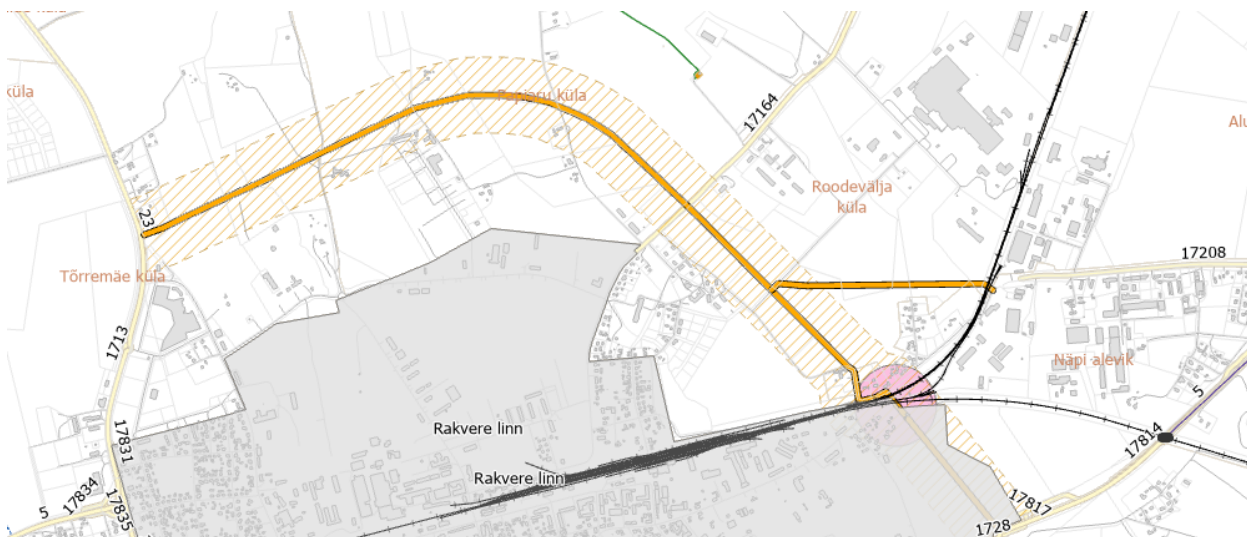 küla
Papiaru küla
17164
Alu
Roodevälja
küla
23
17208
Tõrremäe küla
1713
Näpi alevik
5
Rakvere linn
17831
17814
Rakvere linn
17834
5
17835
17817
1728